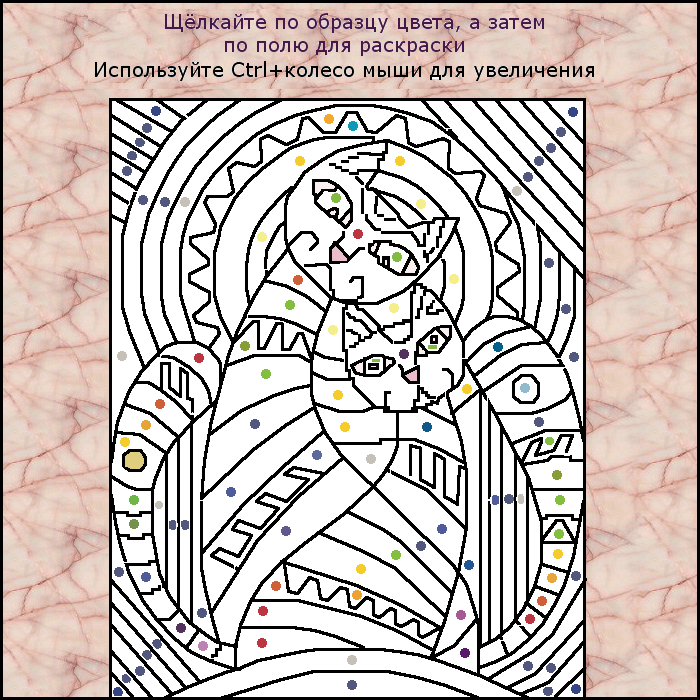 Щёлкайте по образцу цвета, а затем
по полю для раскраски
Используйте Ctrl+колесо мыши для увеличения